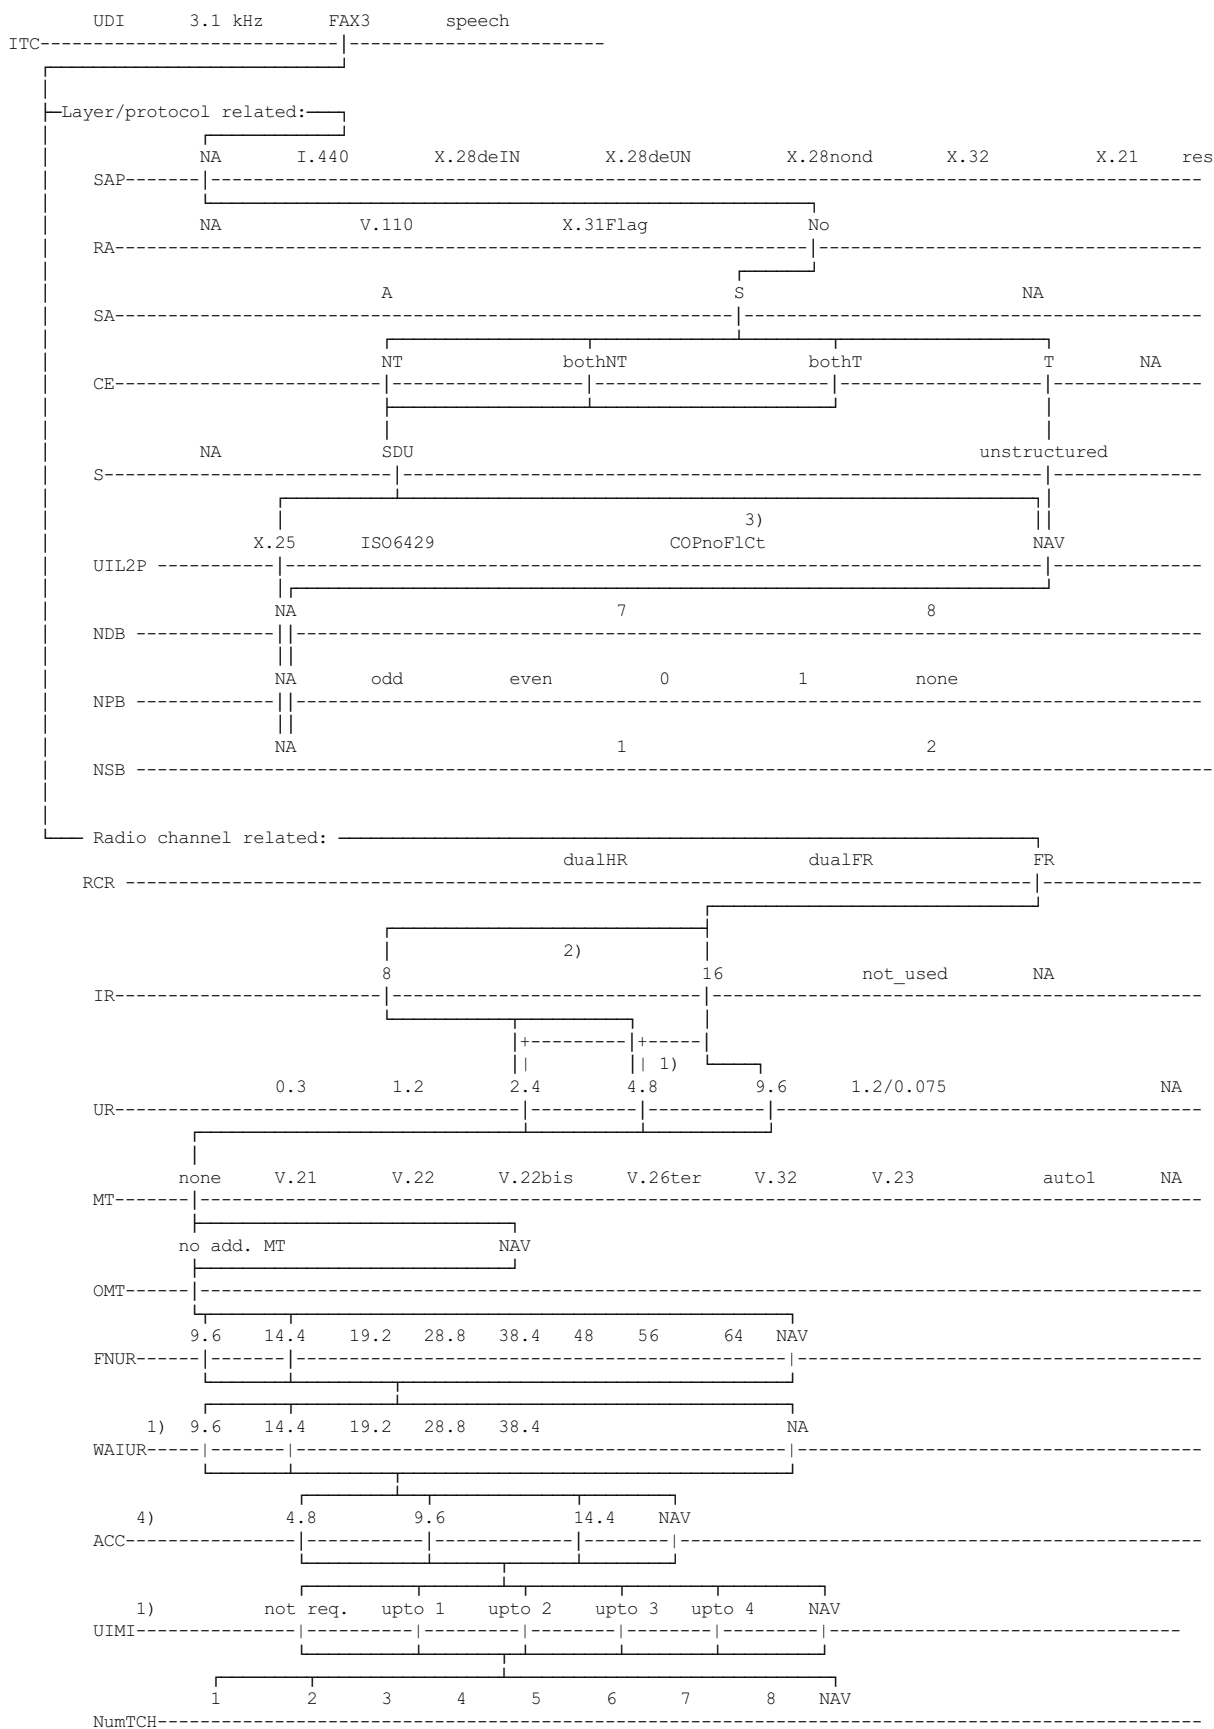 UDI 3.1 kHz FAX3 speech
ITC
Layer/protocol related:
NA I.440 X.28deIN X.28deUN X.28nond X.32 X.21 res
SAP
NA V.110 X.31Flag No
RA
A S NA
SA
NT bothNT bothT T NA
CE
NA SDU unstructured
S
3)
X.25 ISO6429 COPnoFlCt NAV
UIL2P
NA 7 8
NDB
NA odd even 0 1 none
NPB
NA 1 2
NSB
Radio channel related:
dualHR dualFR FR
RCR
2)
8 16 not_used NA
IR
1)
0.3 1.2 2.4 4.8 9.6 1.2/0.075 NA
UR
none V.21 V.22 V.22bis V.26ter V.32 V.23 auto1 NA
MT
no add. MT NAV
OMT
9.6 14.4 19.2 28.8 38.4 48 56 64 NAV
FNUR
1) 9.6 14.4 19.2 28.8 38.4 NA
WAIUR
4) 4.8 9.6 14.4 NAV
ACC
1) not req. upto 1 upto 2 upto 3 upto 4 NAV
UIMI
1 2 3 4 5 6 7 8 NAV
NumTCH